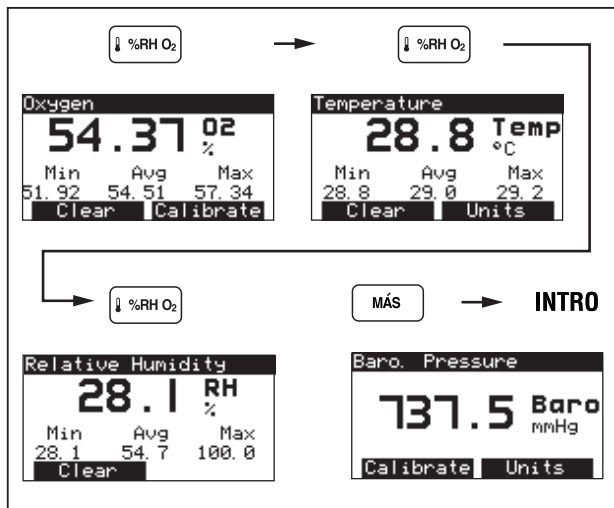 %RH O₂
%RH O₂
Oxygen
54.37 O2 %
Min Avg Max
51.92 54.51 57.34
Clear Calibrate
Temperature
28.8 Temp °C
Min Avg Max
28.8 29.0 29.2
Clear Units
%RH O₂
MÁS
INTRO
Relative Humidity
28.1 RH %
Min Avg Max
28.1 54.7 100.0
Clear
Baro. Pressure
737.5 Baro mmHg
Calibrate Units